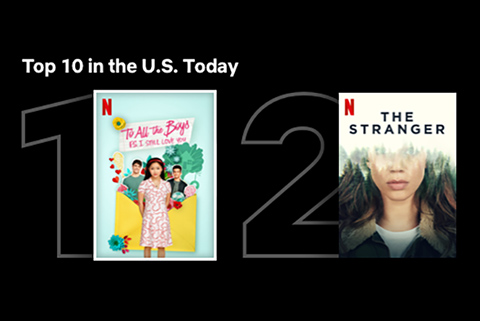 Top 10 in the U.S. Today
1
N
To All the Boys
P.S. I STILL LOVE YOU
2
N
THE
STRANGER